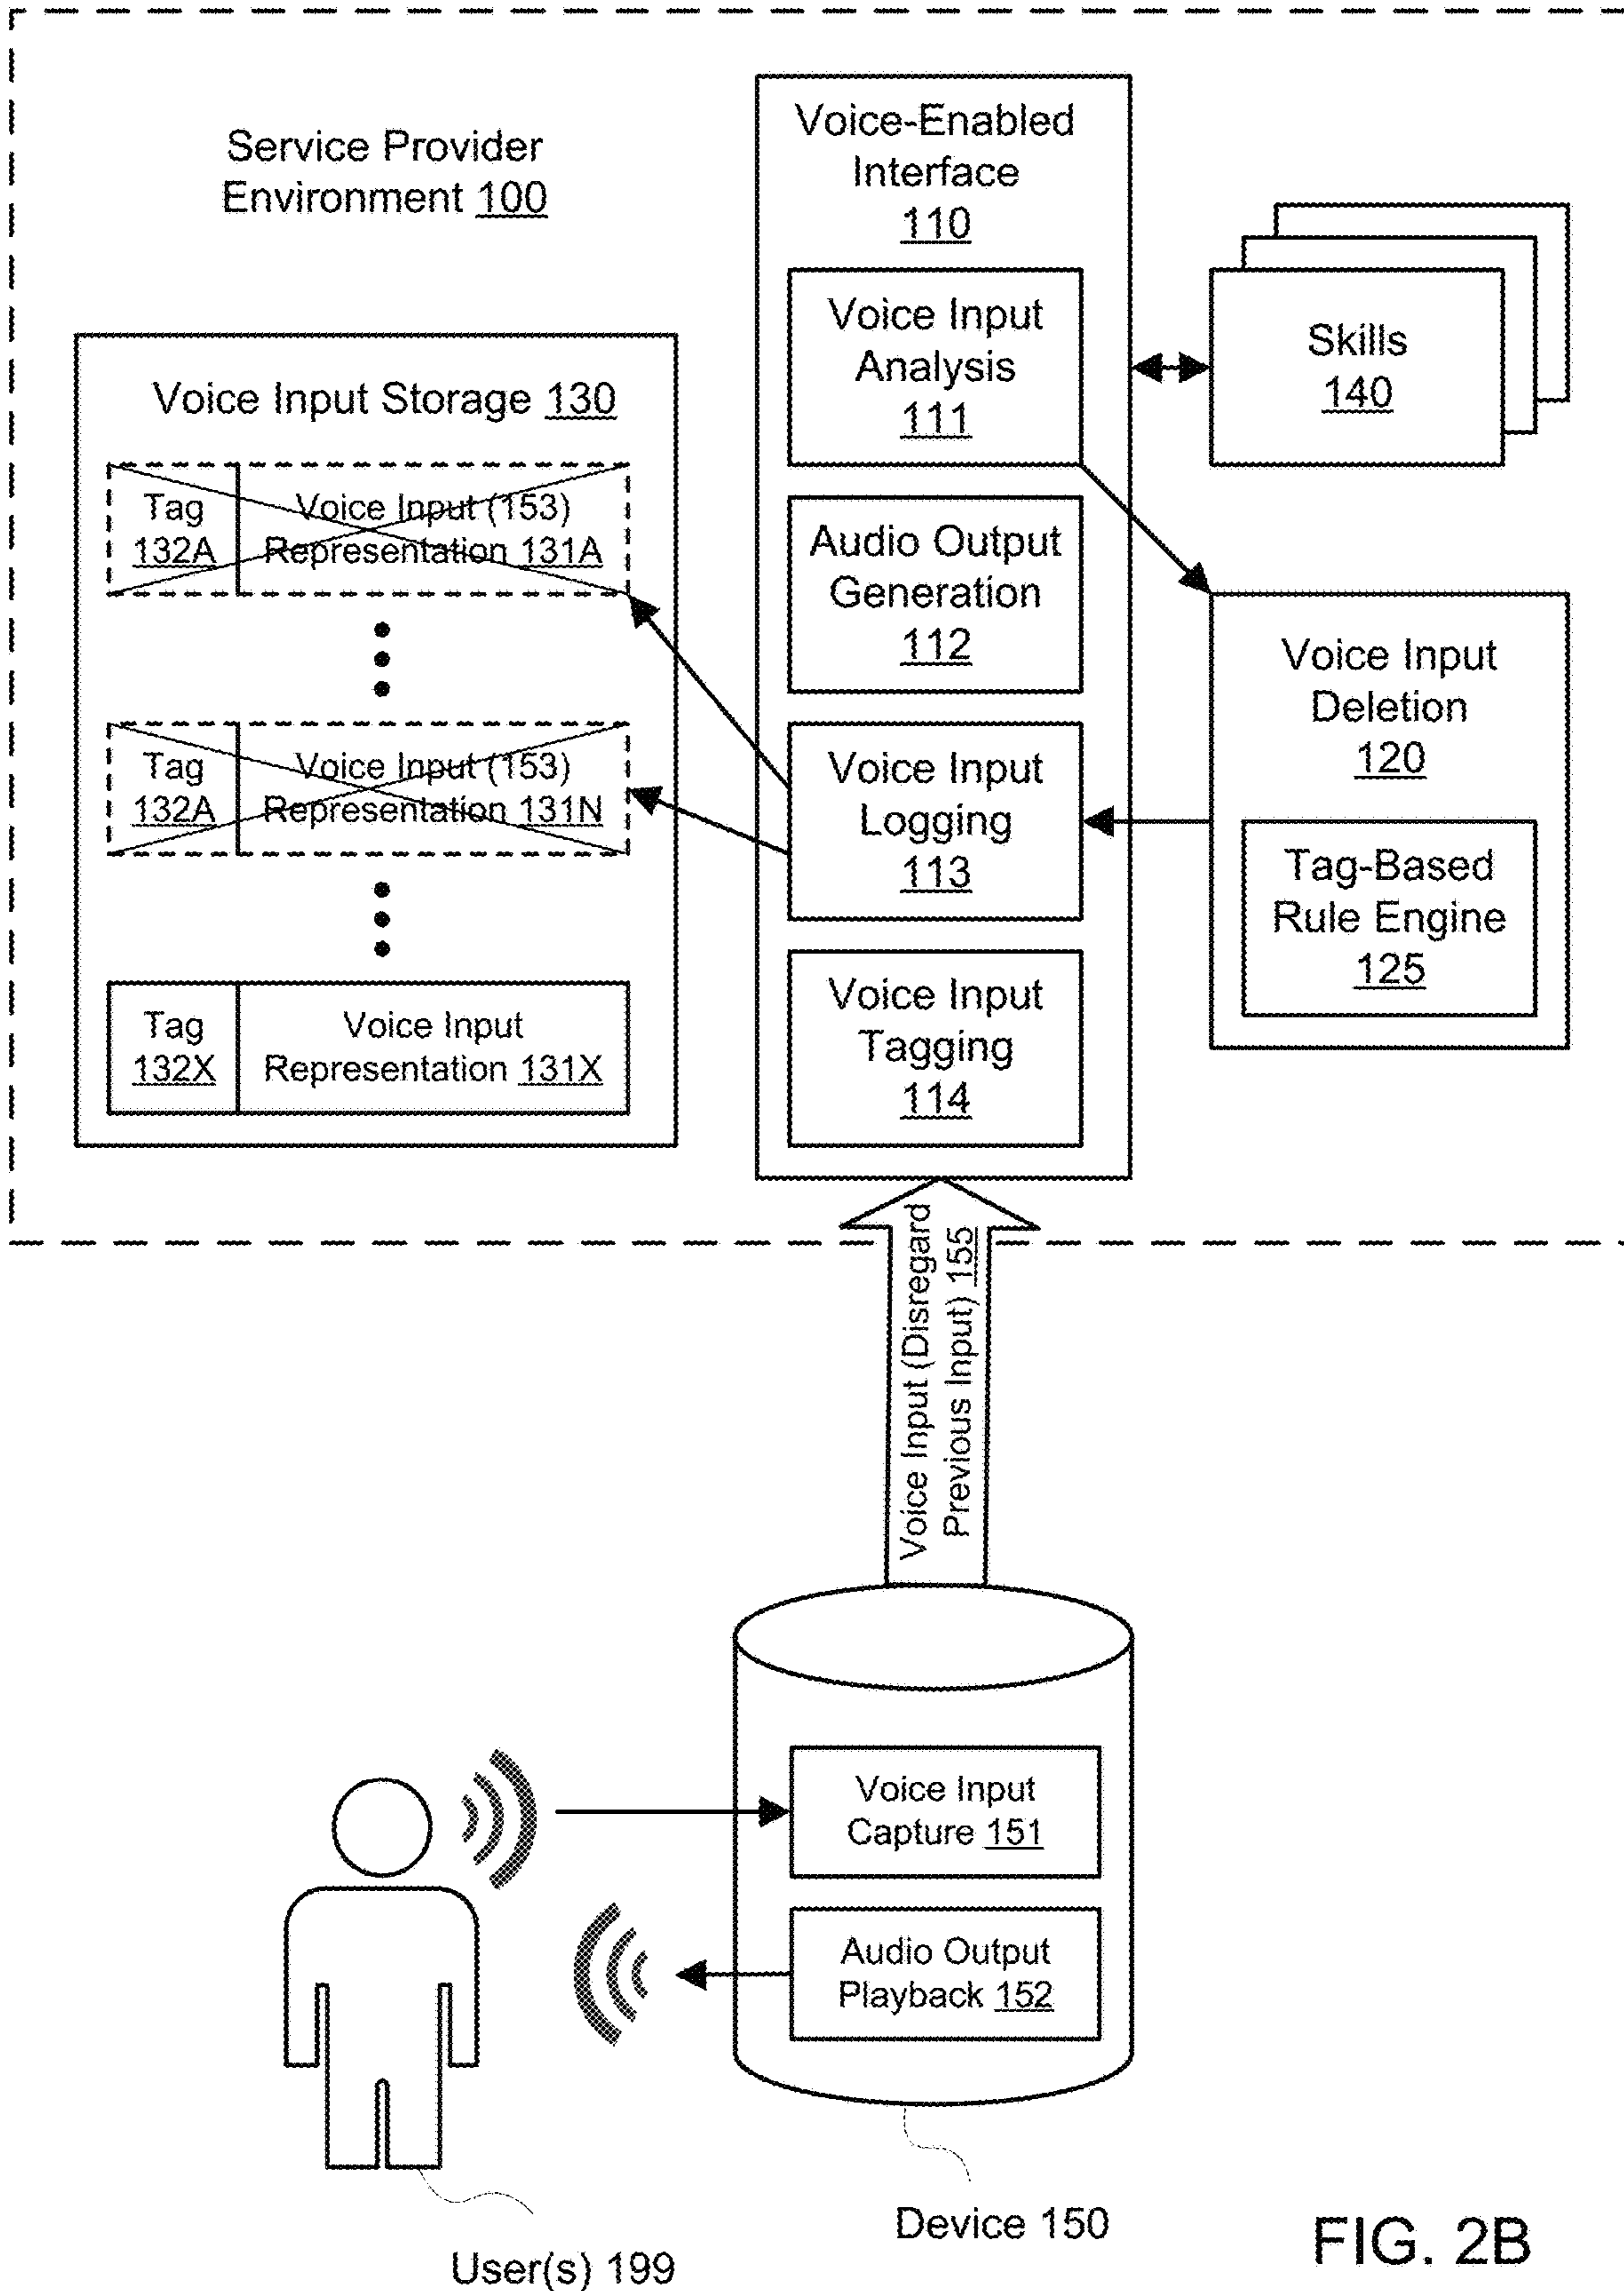 Service Provider
Environment 100
Voice-Enabled
Interface
110
Voice Input
Analysis
111
Skills
140
Voice Input Storage 130
Tag
132A
Voice Input (153)
Representation 131A
Audio Output
Generation
112
Voice Input
Deletion
120
Tag
132A
Voice Input (153)
Representation 131N
Voice Input
Logging
113
Tag-Based
Rule Engine
125
Tag
132X
Voice Input
Representation 131X
Voice Input
Tagging
114
Voice Input (Disregard
Previous Input) 155
Voice Input
Capture 151
Audio Output
Playback 152
Device 150
User(s) 199
FIG. 2B